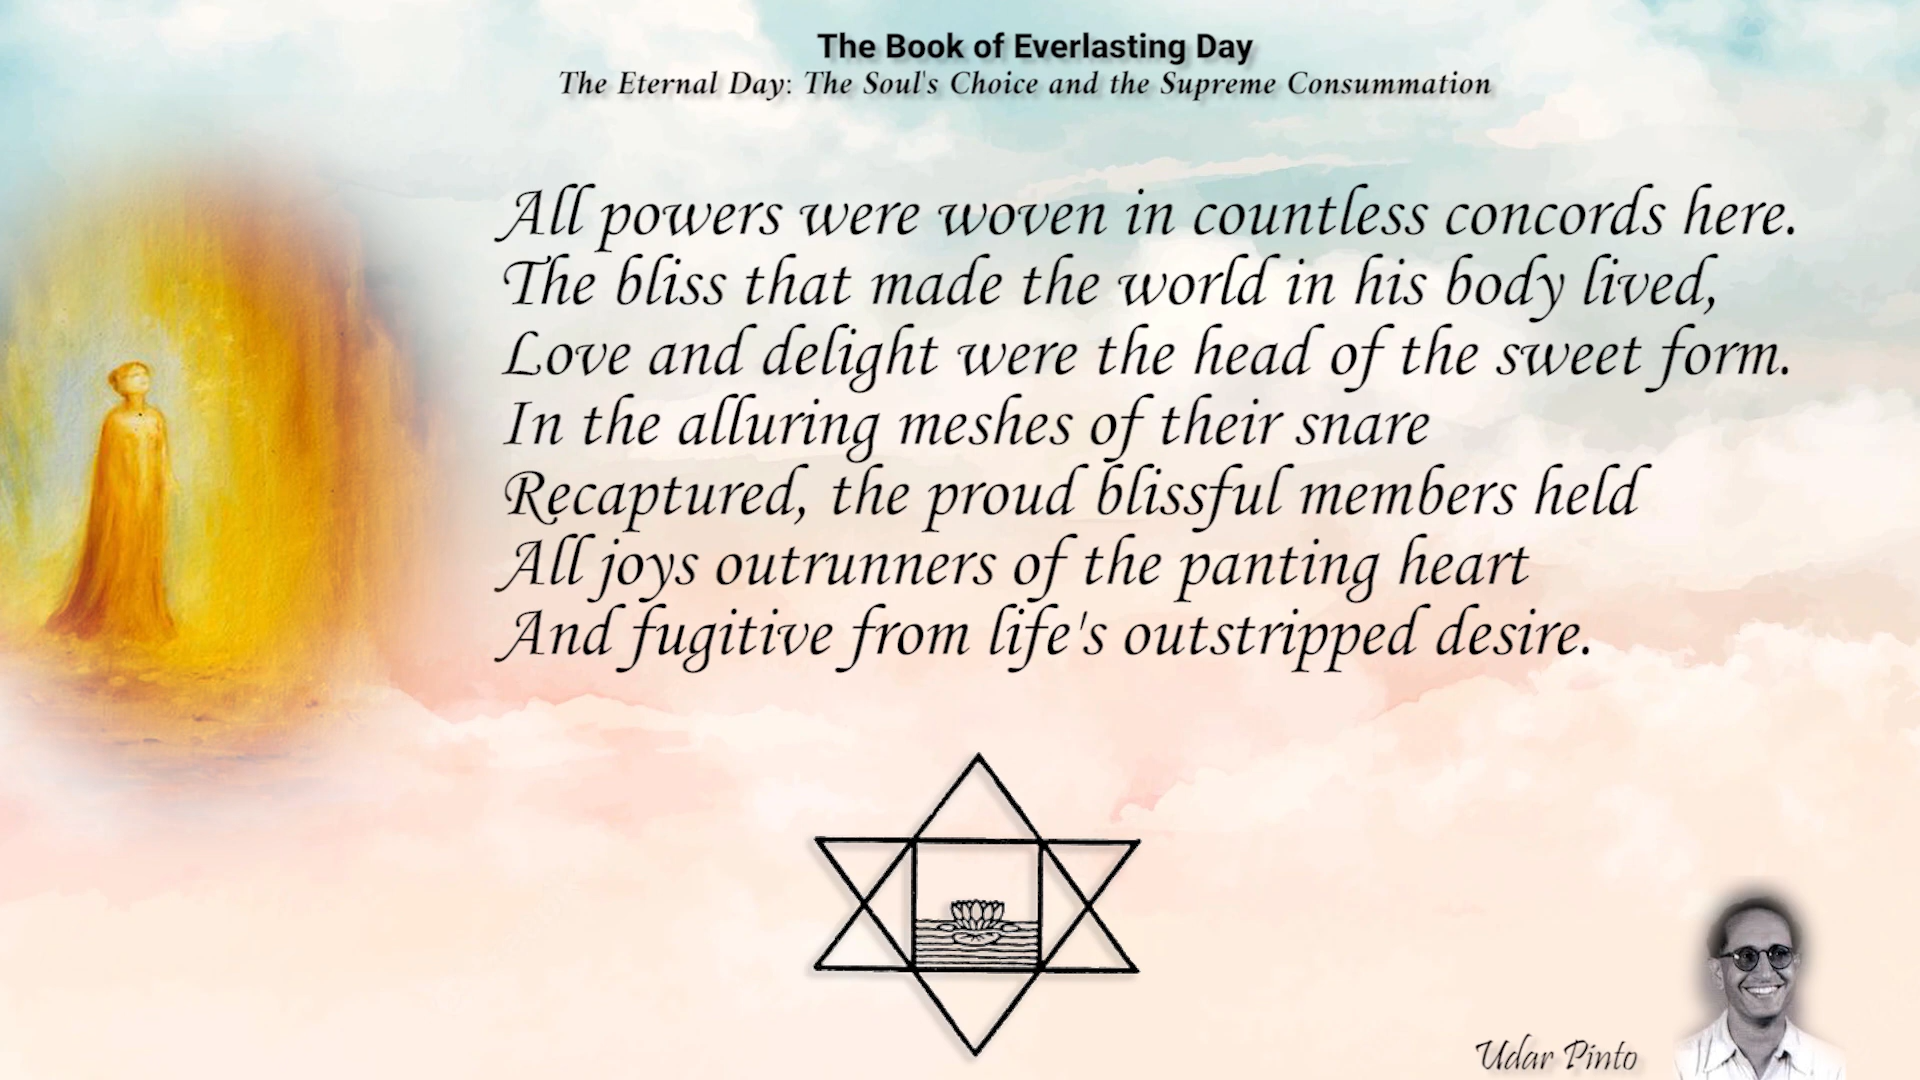 The Book of Everlasting Day
The Eternal Day: The Soul's Choice and the Supreme Consummation
All powers were woven in countless concords here.
The bliss that made the world in his body lived,
Love and delight were the head of the sweet form.
In the alluring meshes of their snare
Recaptured, the proud blissful members held
All joys outrunners of the panting heart
And fugitive from life's outstripped desire.
Udar Pinto